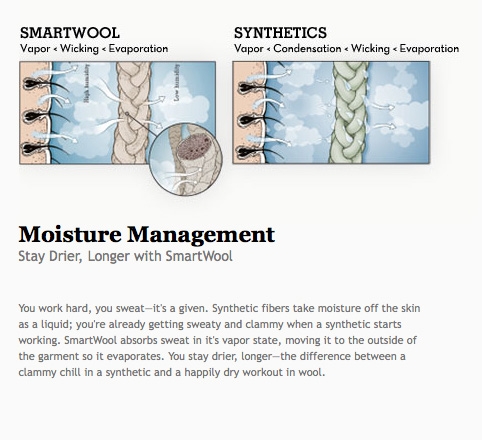 SMARTWOOL
Vapor < Wicking < Evaporation
SYNTHETICS
Vapor < Condensation < Wicking < Evaporation
High humidity
Low humidity
Moisture Management
Stay Drier, Longer with SmartWool
You work hard, you sweat—it's a given. Synthetic fibers take moisture off the skin
as a liquid; you're already getting sweaty and clammy when a synthetic starts
working. SmartWool absorbs sweat in it's vapor state, moving it to the outside of
the garment so it evaporates. You stay drier, longer—the difference between a
clammy chill in a synthetic and a happily dry workout in wool.